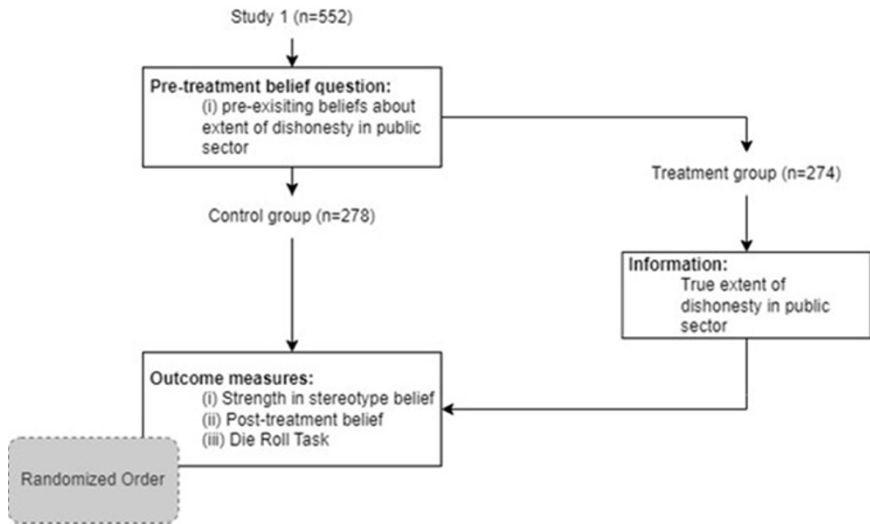 Study 1 (n=552)
Pre-treatment belief question:
(i) pre-exisiting beliefs about
extent of dishonesty in public
sector
Treatment group (n=274)
Control group (n=278)
Information:
True extent of
dishonesty in public
sector
Outcome measures:
(i) Strength in stereotype belief
(ii) Post-treatment belief
(iii) Die Roll Task
Randomized Order